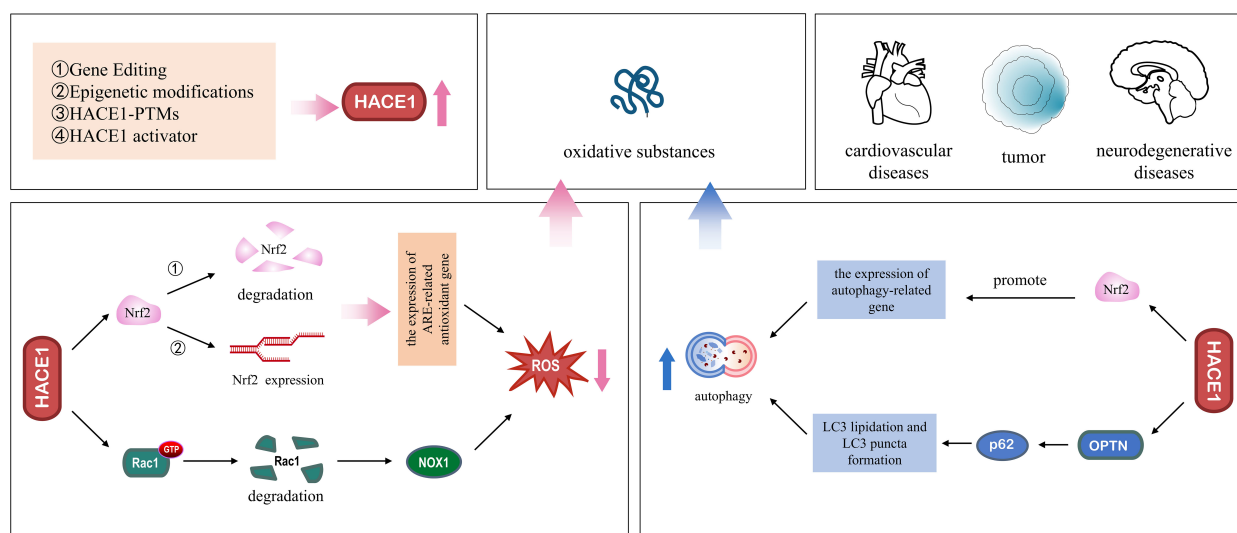 ①Gene Editing
②Epigenetic modifications
③HACE1-PTMs
④HACE1 activator
HACE1
oxidative substances
cardiovascular
diseases
tumor
neurodegenerative
diseases
HACE1
Nrf2
①
②
Nrf2
degradation
Nrf2 expression
the expression of
ARE-related
antioxidant gene
ROS
Rac1
GTP
Rac1
degradation
NOX1
autophagy
the expression of
autophagy-related
gene
promote
Nrf2
HACE1
LC3 lipidation and
LC3 puncta
formation
p62
OPTN